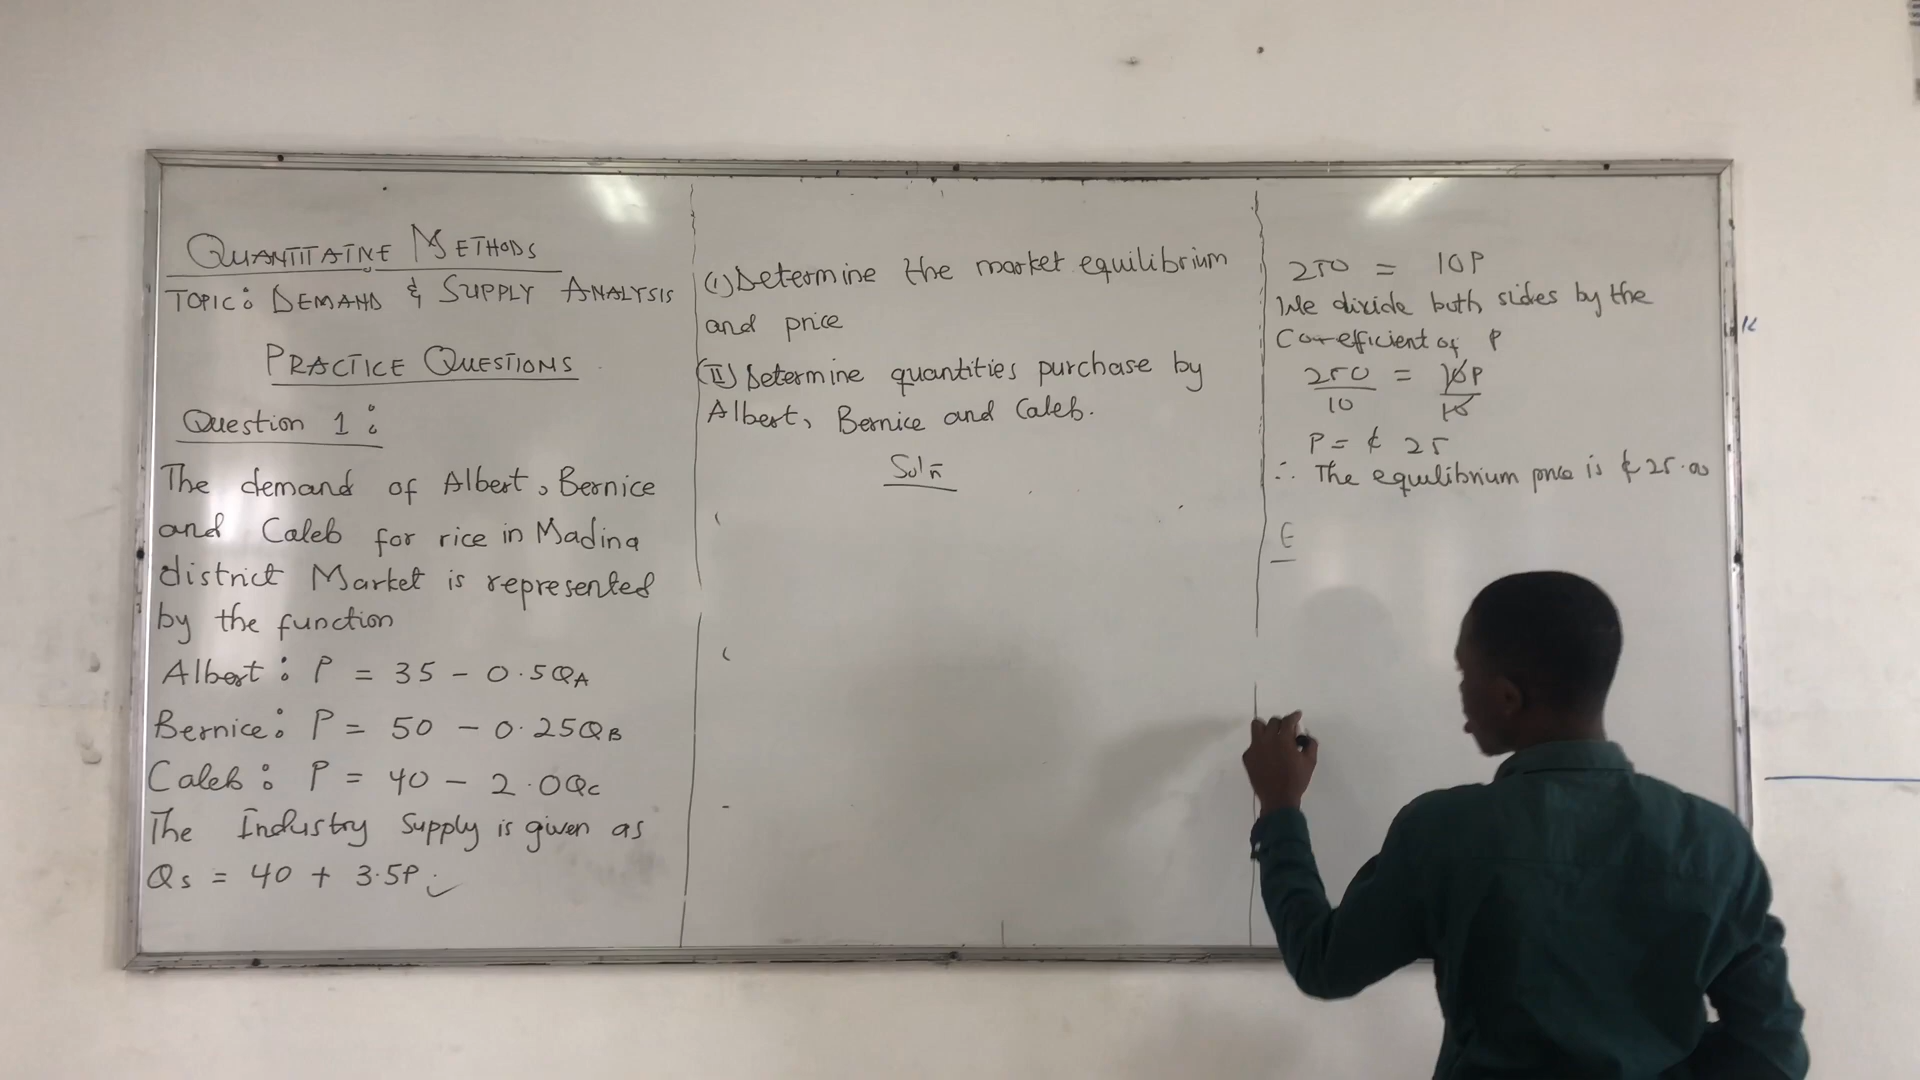 QUANTITATIVE METHODS
TOPIC: DEMAND & SUPPLY ANALYSIS
PRACTICE QUESTIONS
Question 1:
The demand of Albert, Bernice
and Caleb for rice in Madina
district Market is represented
by the function
Albert: P = 35 - 0.5QA
Bernice: P = 50 - 0.25QB
Caleb: P = 40 - 2.0Qc
The Industry Supply is given as
Qs = 40 + 3.5P
(I) Determine the market equilibrium
and price
(II) Determine quantities purchase by
Albert, Bernice and Caleb.
Solñ
250 = 10P
We divide both sides by the
Co-efficient of P
250 = 10P
10 10
P = ₵ 25
∴ The equilibrium price is ₵ 25.00
E